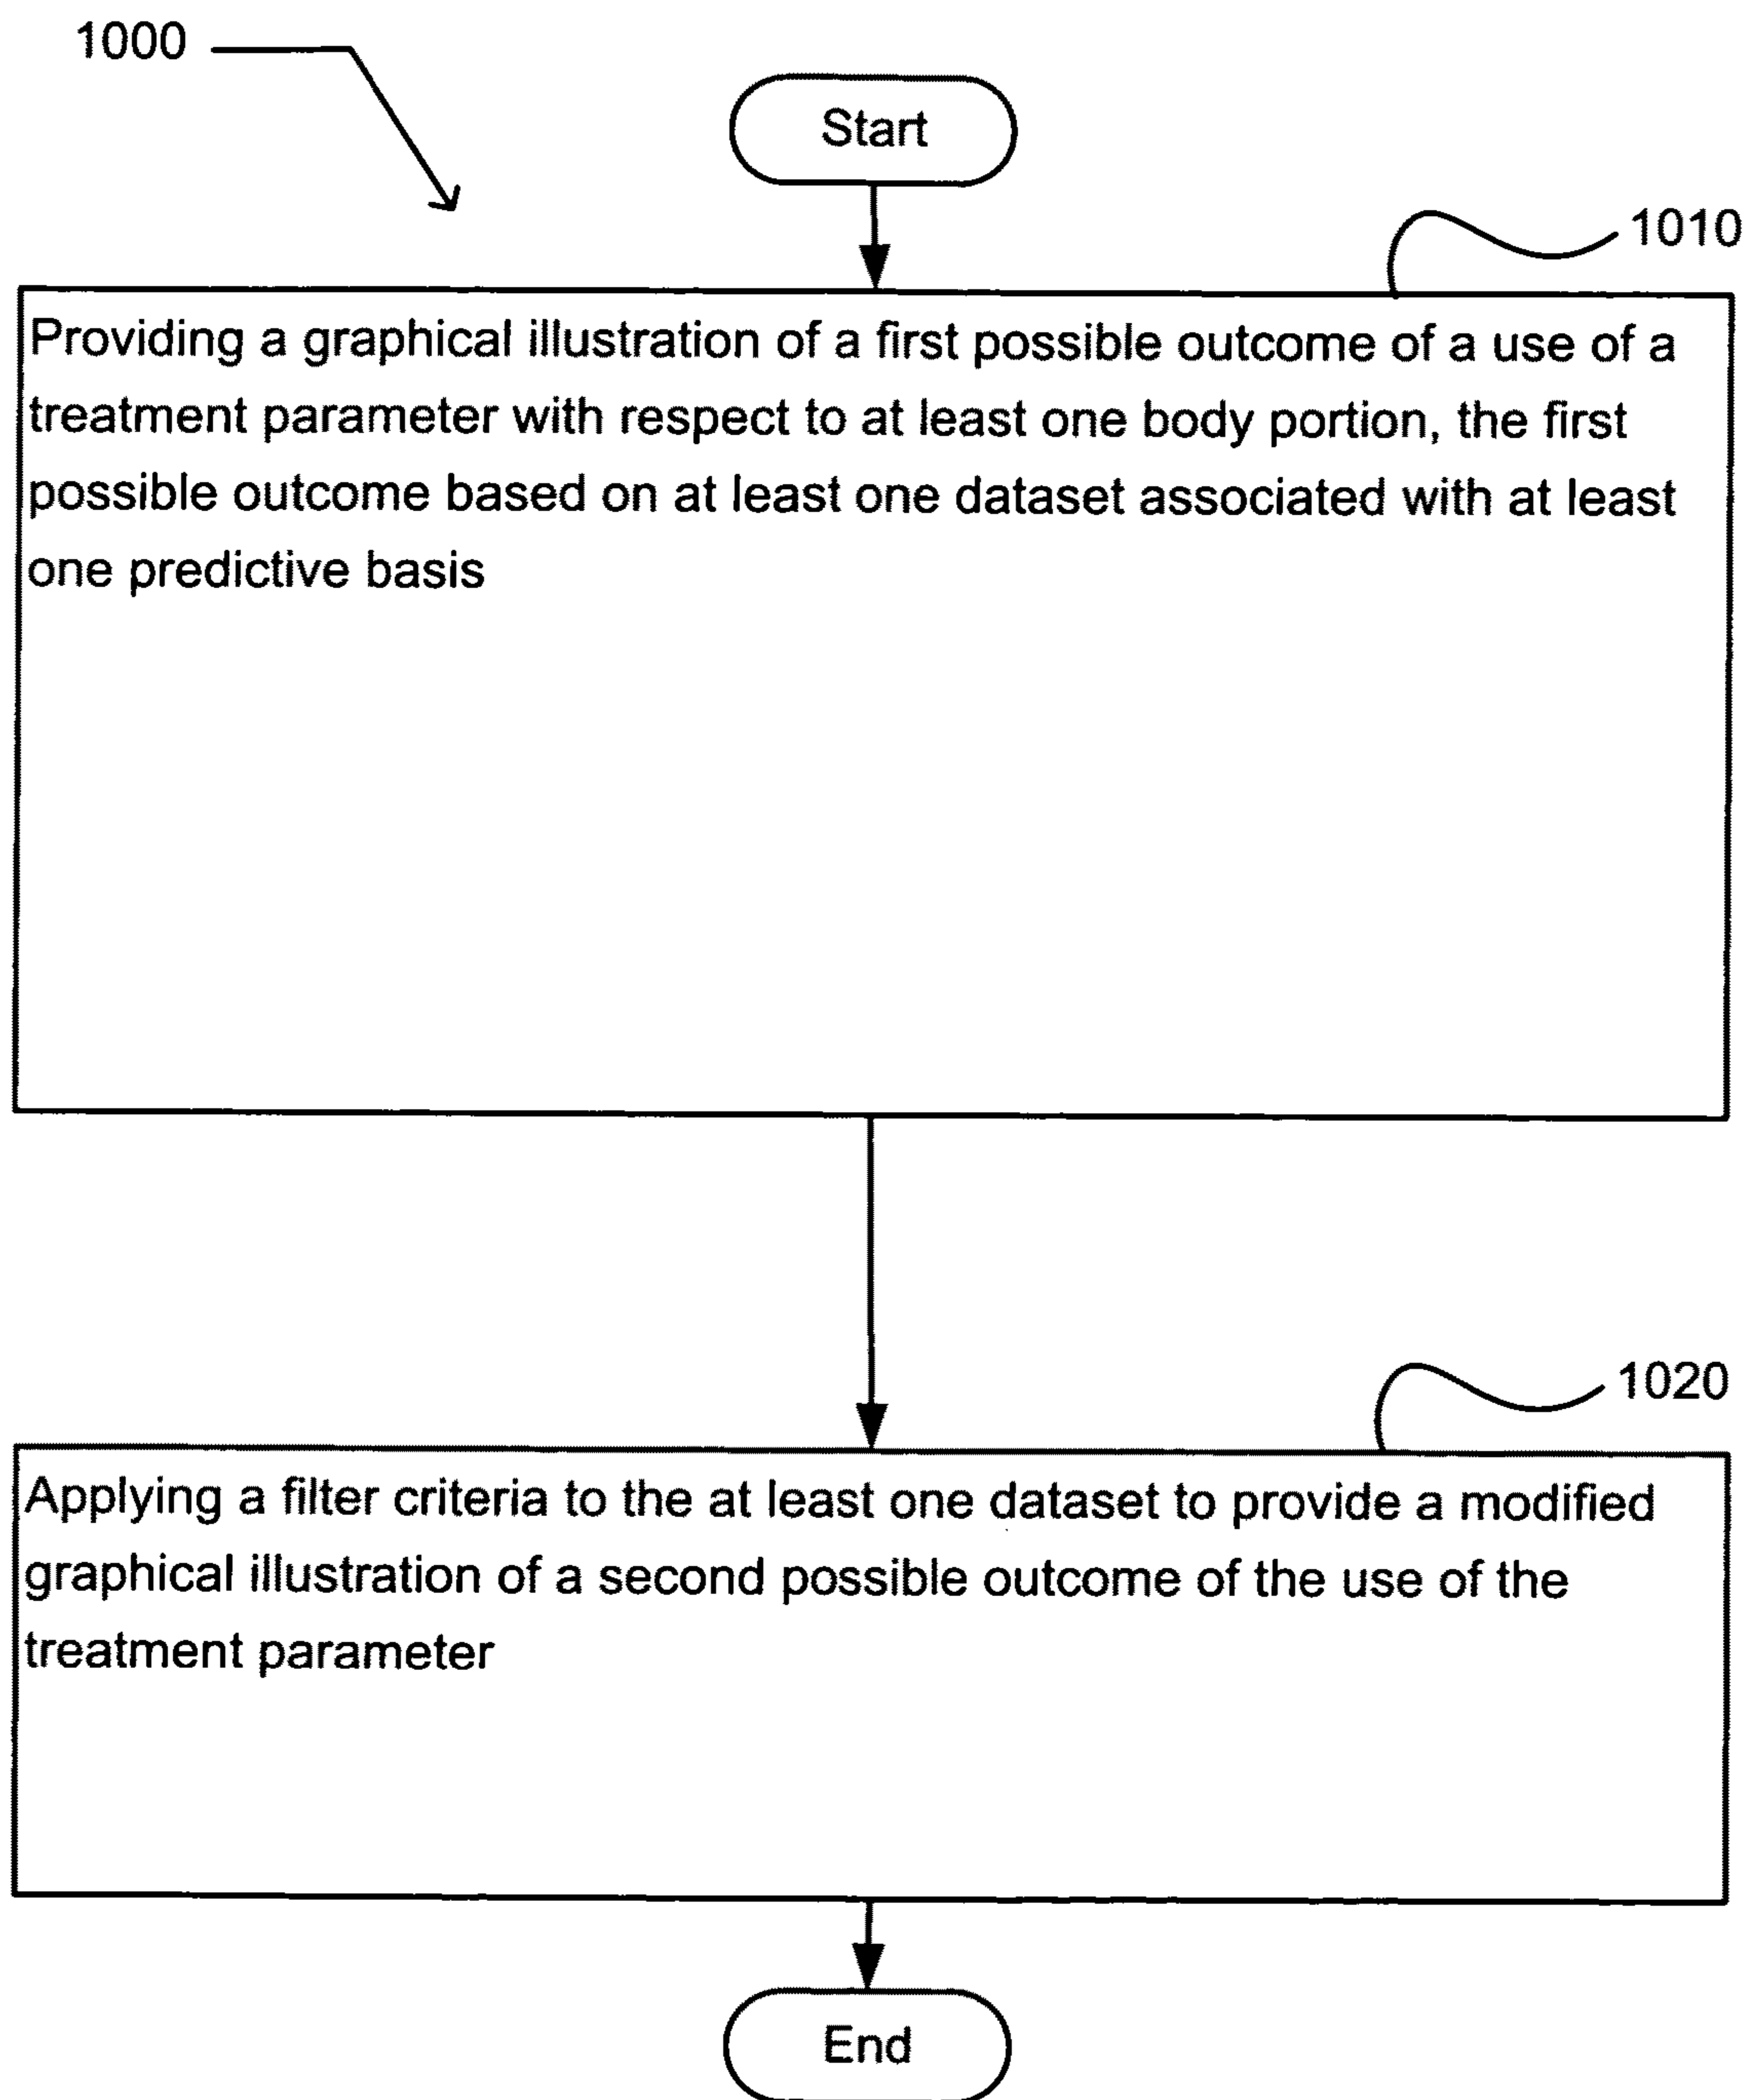 1000
Start
1010
Providing a graphical illustration of a first possible outcome of a use of a
treatment parameter with respect to at least one body portion, the first
possible outcome based on at least one dataset associated with at least
one predictive basis
1020
Applying a filter criteria to the at least one dataset to provide a modified
graphical illustration of a second possible outcome of the use of the
treatment parameter
End